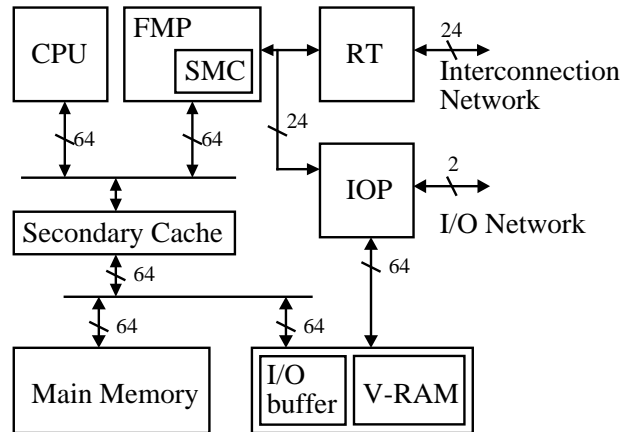 FMP
CPU
SMC
RT
24
Interconnection
Network
64
64
24
IOP
2
I/O Network
Secondary Cache
64
64
64
64
Main Memory
I/O
buffer
V-RAM